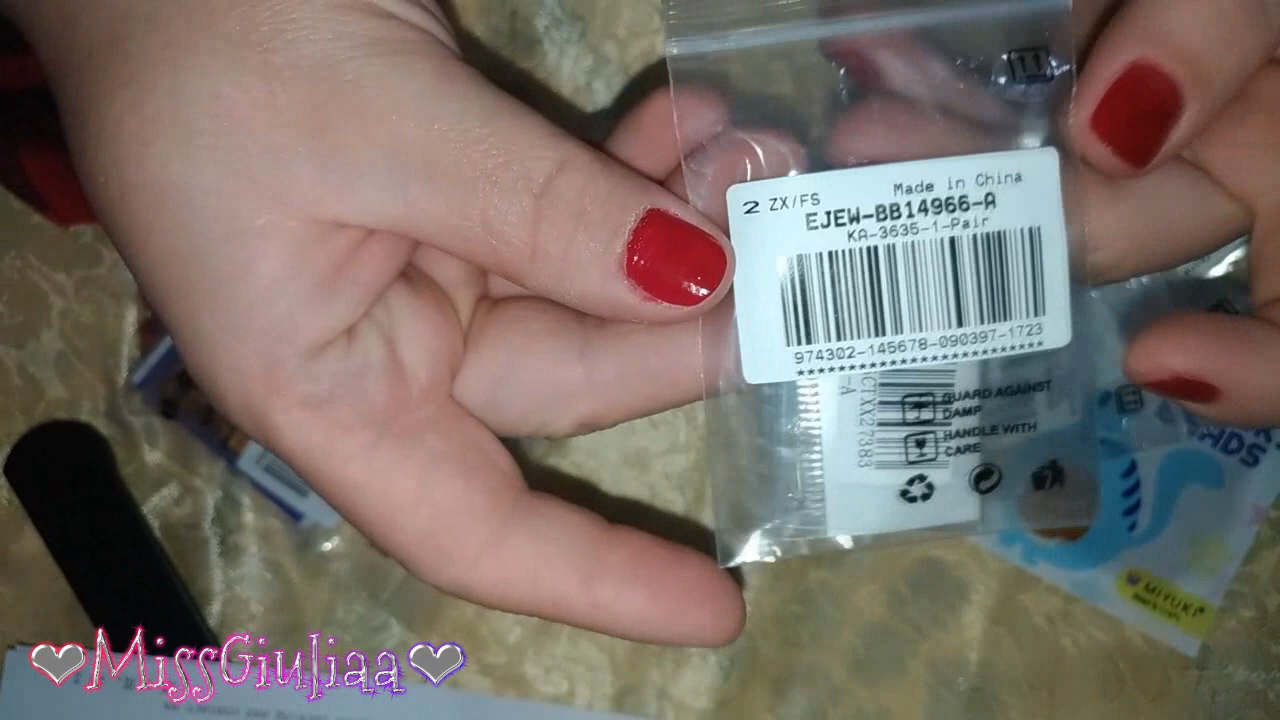 Made in China
2 ZX/FS
EJEW-BB14966-A
KA-3635-1-Pair
974302-145678-090397-1723
********************
-A
CTXX27383
GUARD AGAINST
DAMP
HANDLE WITH
CARE
MIYUKI
MissGiuliaa